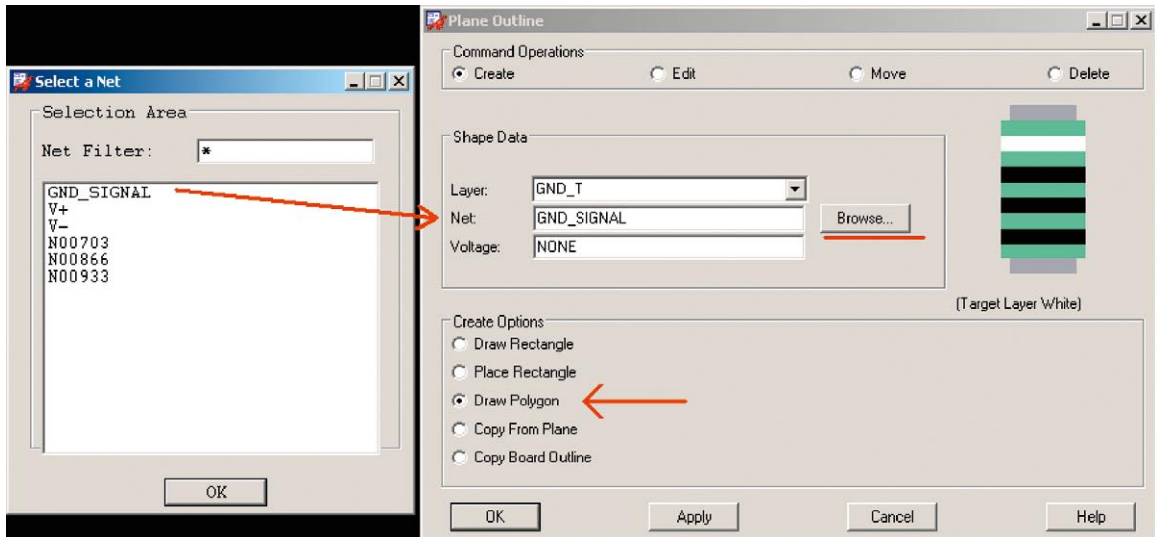 Select a Net
Selection Area
Net Filter: *
GND_SIGNAL
V+
V-
N00703
N00866
N00933
OK
Plane Outline
Command Operations
Create Edit Move Delete
Shape Data
Layer: GND_T
Net: GND_SIGNAL Browse...
Voltage: NONE
(Target Layer White)
Create Options
Draw Rectangle
Place Rectangle
Draw Polygon
Copy From Plane
Copy Board Outline
OK Apply Cancel Help